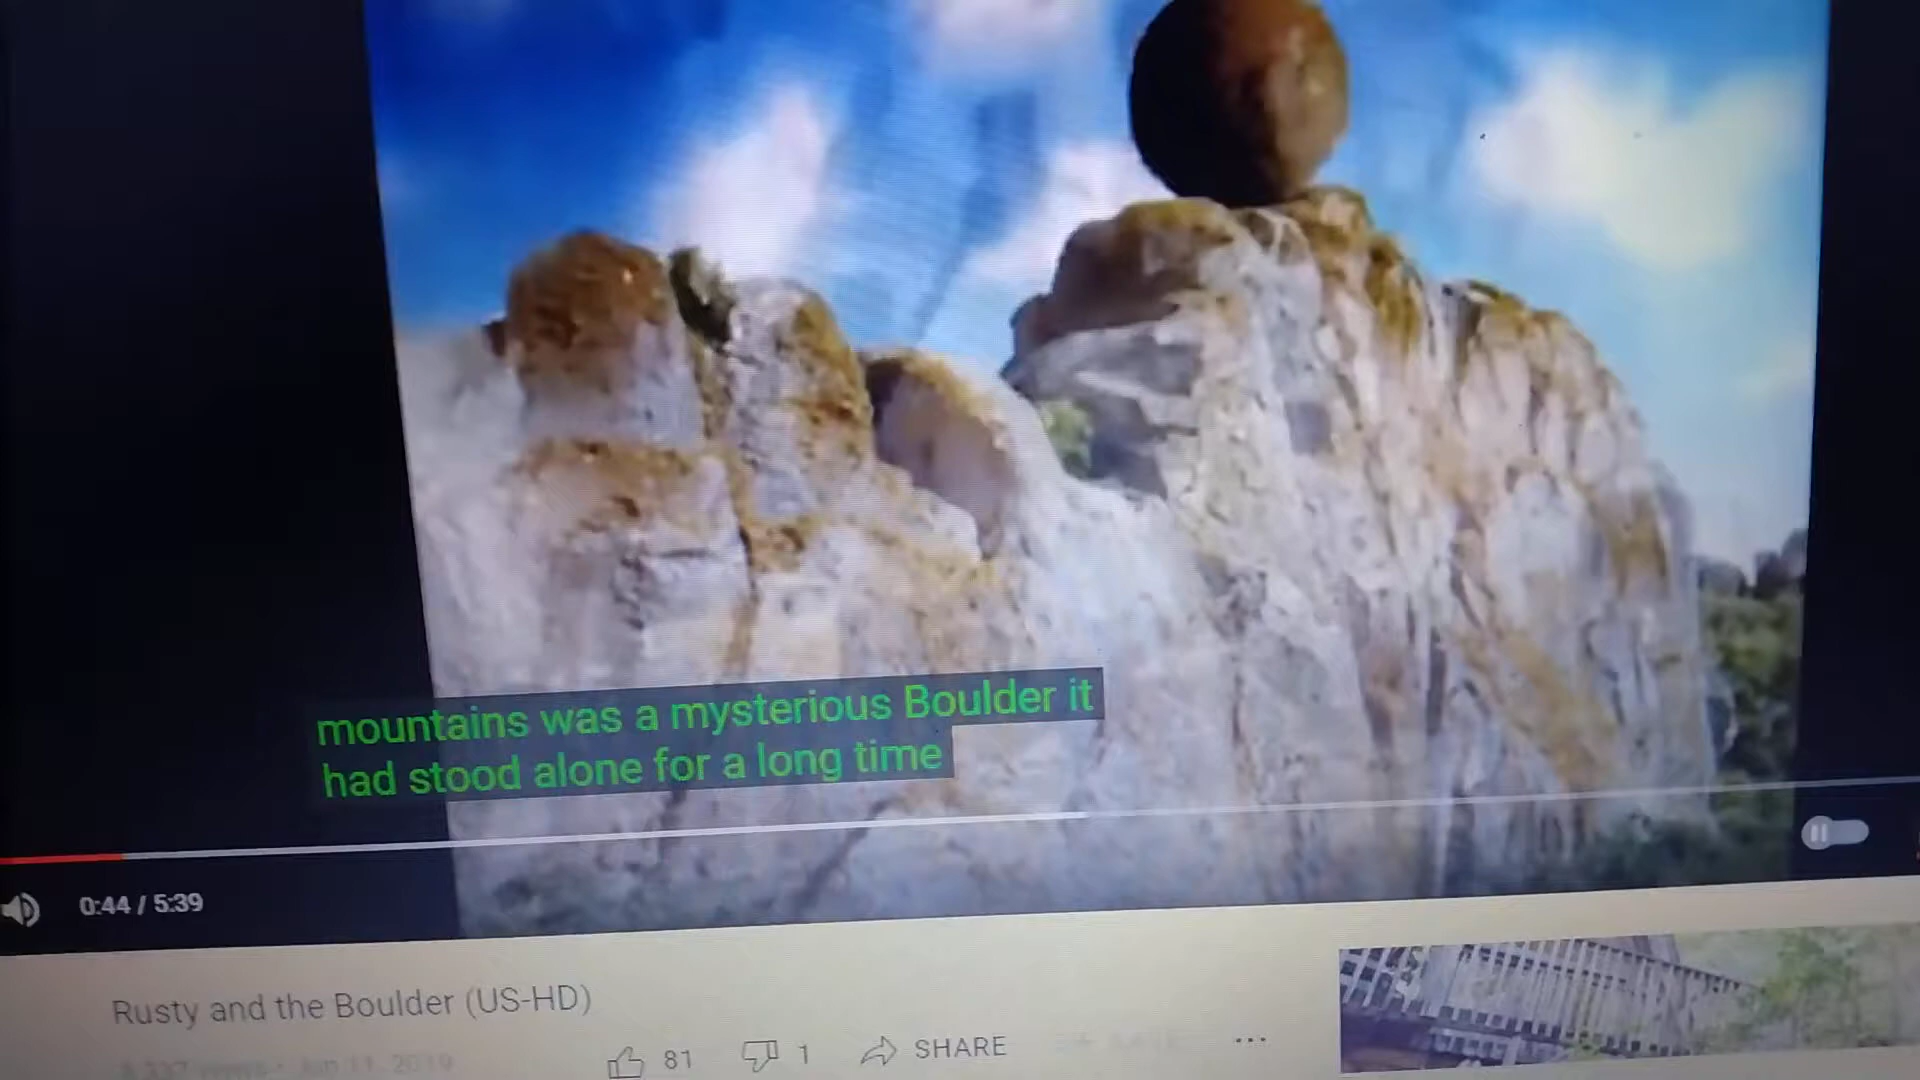 mountains was a mysterious Boulder it
had stood alone for a long time
0:44 / 5:39
Rusty and the Boulder (US-HD)
81
1
SHARE